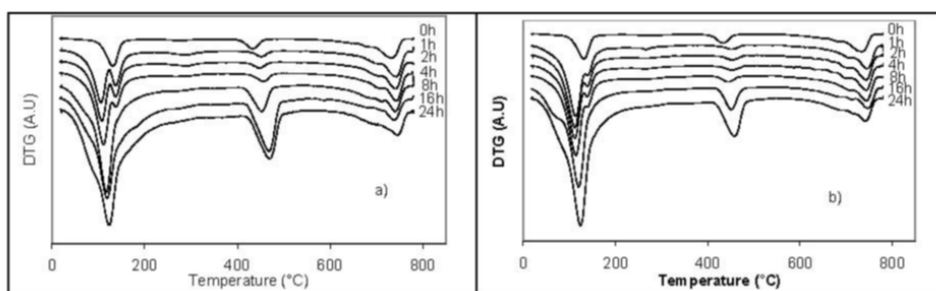 0h
1h
2h
4h
8h
16h
24h
DTG (A.U)
a)
0 200 400 600 800
Temperature (°C)
0h
1h
2h
4h
8h
16h
24h
DTG (A.U)
b)
0 200 400 600 800
Temperature (°C)